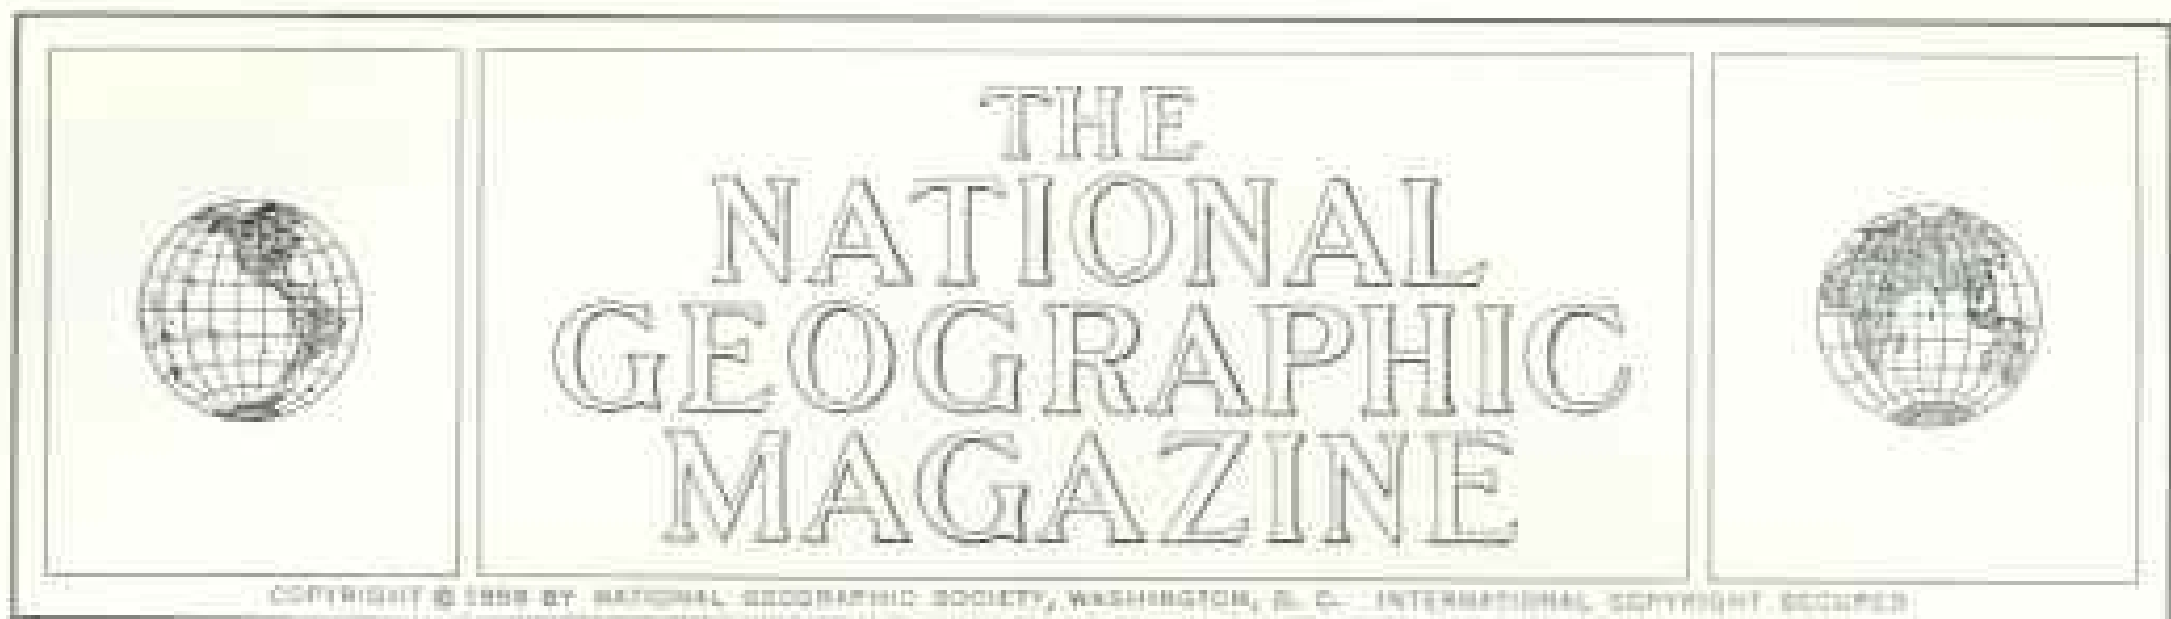 THE
NATIONAL
GEOGRAPHIC
MAGAZINE
COPYRIGHT © BY NATIONAL GEOGRAPHIC SOCIETY, WASHINGTON, D. C. INTERNATIONAL COPYRIGHT SECURED